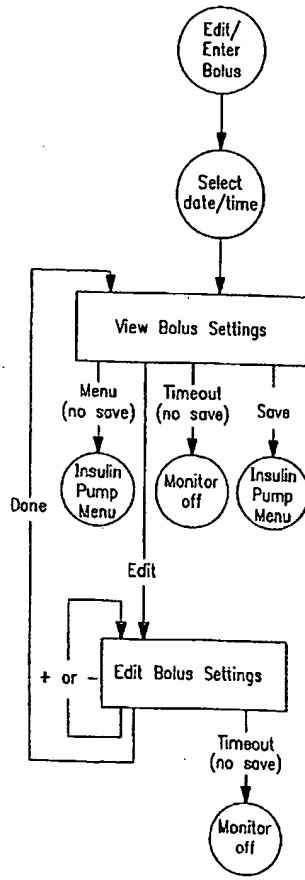 Edit/
Enter
Bolus
Select
date/time
View Bolus Settings
Menu
(no save)
Timeout
(no save)
Save
Insulin
Pump
Menu
Monitor
off
Insulin
Pump
Menu
Done
Edit
+ or -
Edit Bolus Settings
Timeout
(no save)
Monitor
off